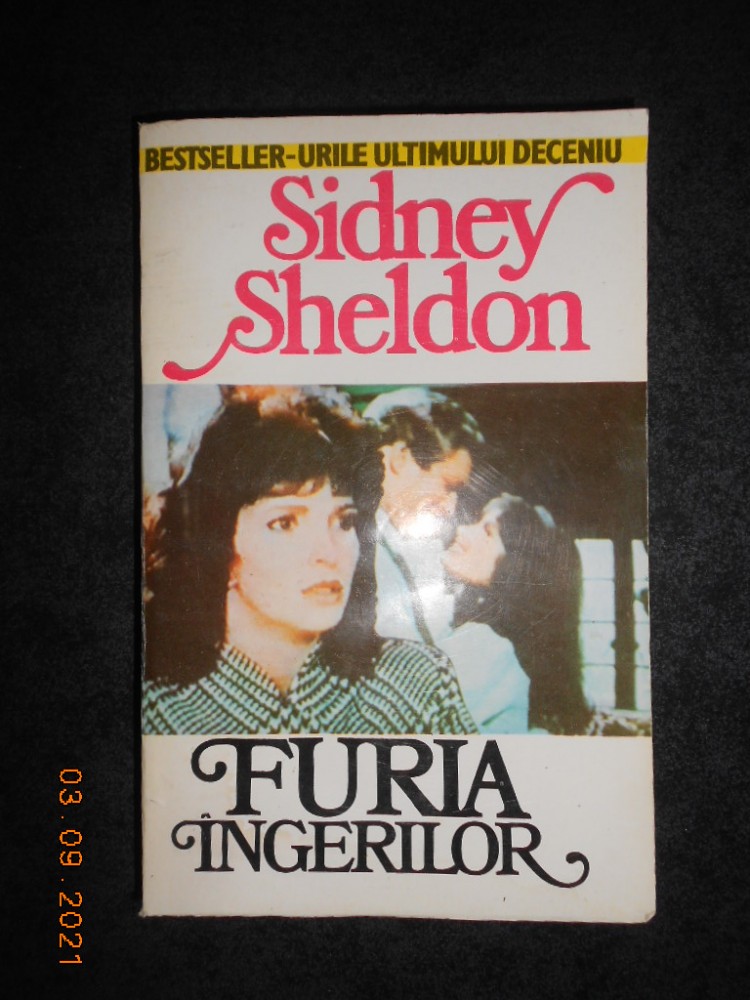 BESTSELLER-URILE ULTIMULUI DECENIU
Sidney
Sheldon
FURIA
ÎNGERILOR
03.09.2021